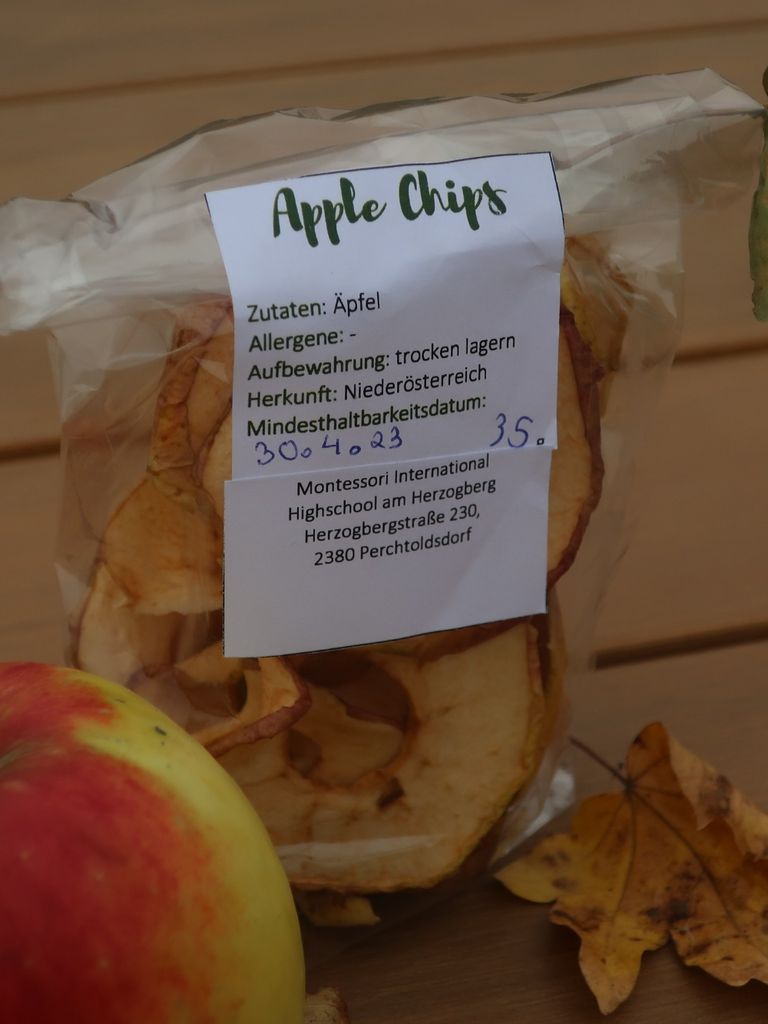 Apple Chips
Zutaten: Äpfel
Allergene: -
Aufbewahrung: trocken lagern
Herkunft: Niederösterreich
Mindesthaltbarkeitsdatum:
30.4.23 35.
Montessori International
Highschool am Herzogberg
Herzogbergstraße 230,
2380 Perchtoldsdorf